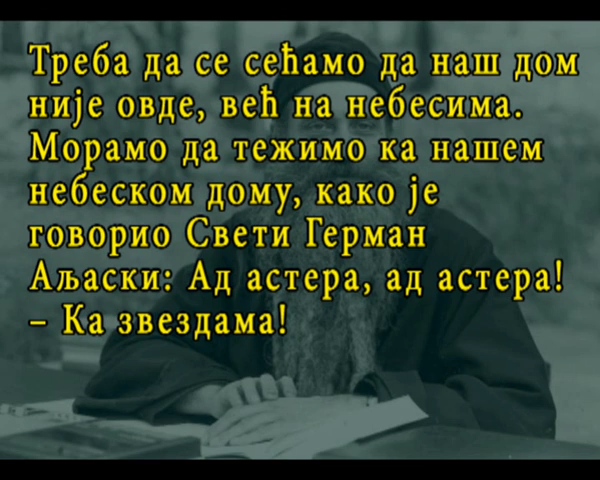 Треба да се сећамо да наш дом
није овде, већ на небесима.
Морамо да тежимо ка нашем
небеском дому, како је
говорио Свети Герман
Аљаски: Ад астера, ад астера!
– Ка звездама!